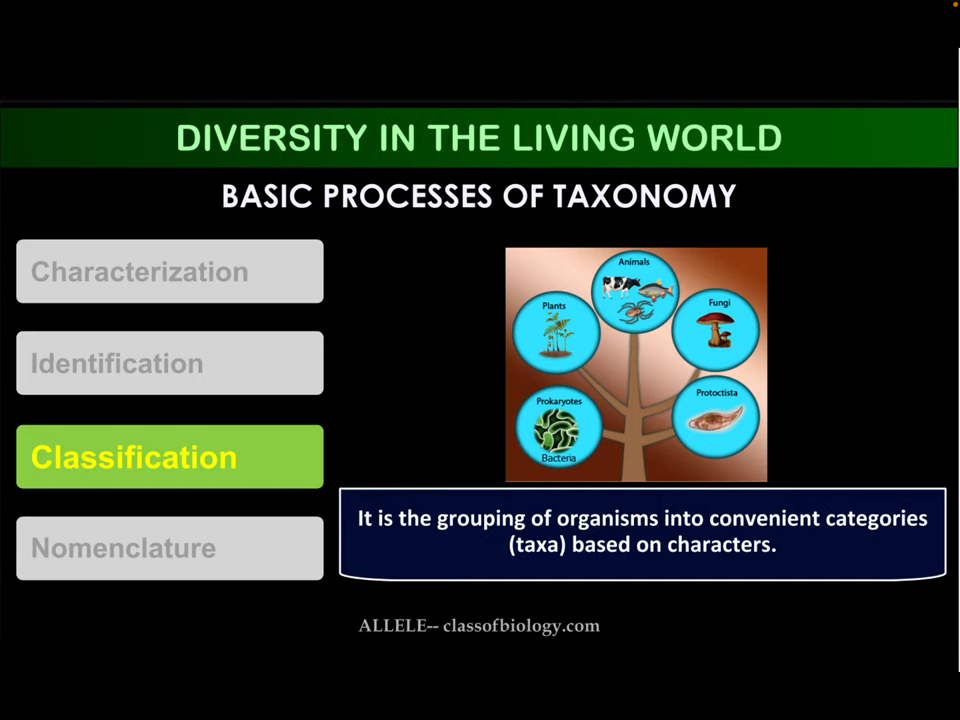 DIVERSITY IN THE LIVING WORLD
BASIC PROCESSES OF TAXONOMY
Characterization
Identification
Classification
Nomenclature
Animals
Plants
Fungi
Prokaryotes
Protoctista
Bacteria
It is the grouping of organisms into convenient categories
(taxa) based on characters.
ALLELE-- classofbiology.com